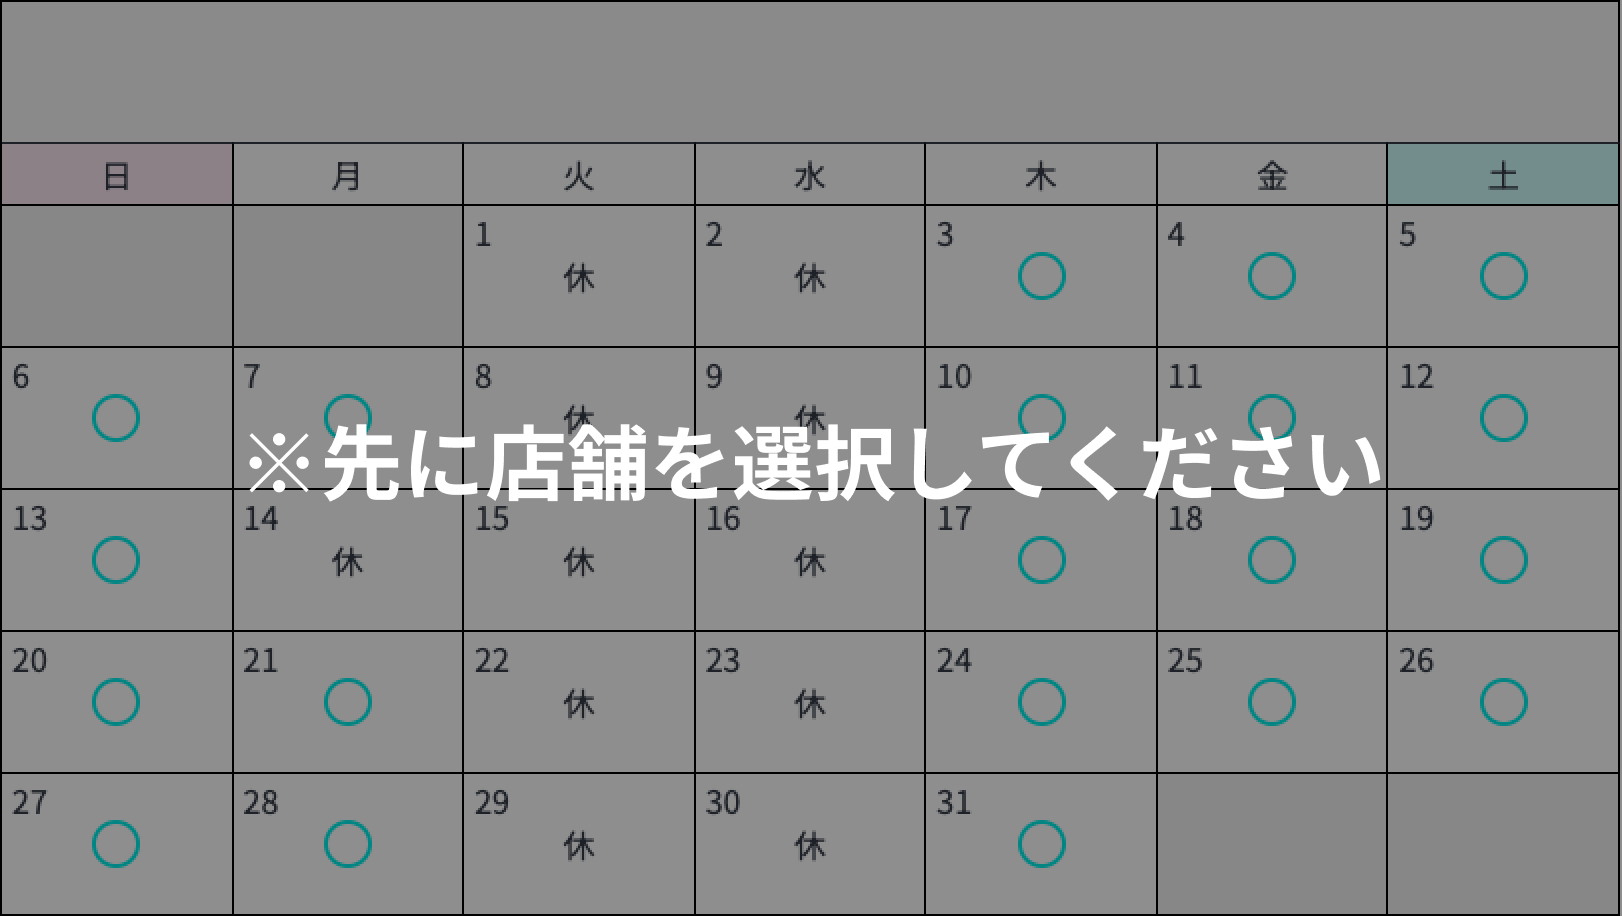 日 月 火 水 木 金 土
1 2 3 4 5
休 休 ○ ○ ○
6 7 8 9 10 11 12
○ ○ 休 休 ○ ○ ○
※先に店舗を選択してください
13 14 15 16 17 18 19
○ 休 休 休 ○ ○ ○
20 21 22 23 24 25 26
○ ○ 休 休 ○ ○ ○
27 28 29 30 31
○ ○ 休 休 ○